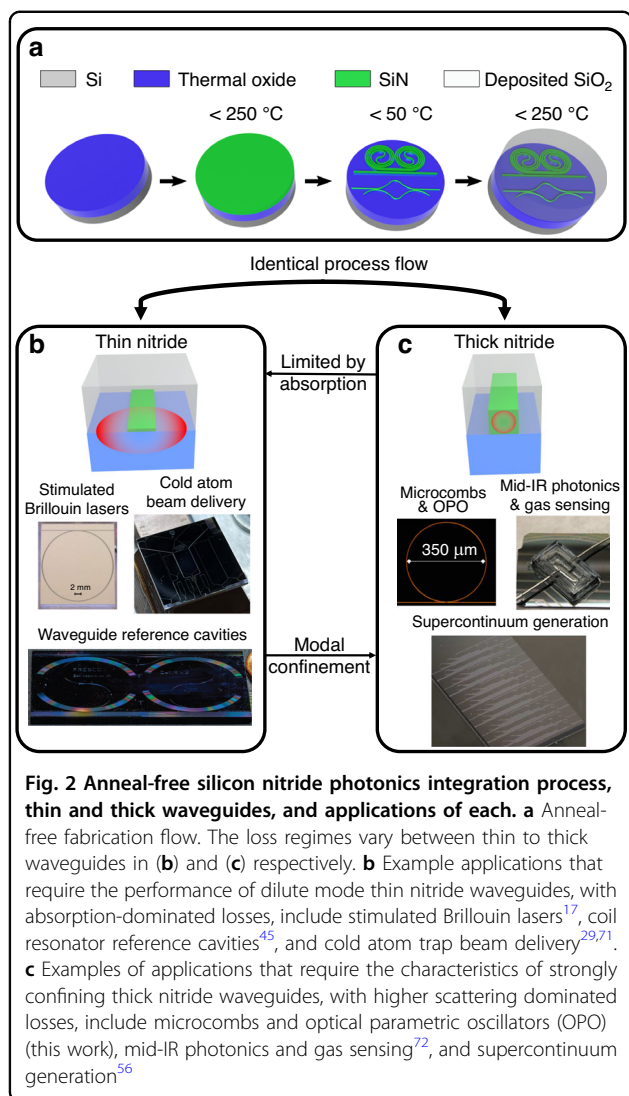 a
Si
Thermal oxide
SiN
Deposited SiO₂
< 250 °C
< 50 °C
< 250 °C
Identical process flow
b
Thin nitride
Stimulated
Brillouin lasers
2 mm
Cold atom
beam delivery
Waveguide reference cavities
Limited by
absorption
Modal
confinement
c
Thick nitride
Microcombs
& OPO
350 µm
Mid-IR photonics
& gas sensing
Supercontinuum generation
Fig. 2 Anneal-free silicon nitride photonics integration process,
thin and thick waveguides, and applications of each. a Anneal-
free fabrication flow. The loss regimes vary between thin to thick
waveguides in (b) and (c) respectively. b Example applications that
require the performance of dilute mode thin nitride waveguides, with
absorption-dominated losses, include stimulated Brillouin lasers¹⁷, coil
resonator reference cavities⁴⁵, and cold atom trap beam delivery²⁹,⁷¹.
c Examples of applications that require the characteristics of strongly
confining thick nitride waveguides, with higher scattering dominated
losses, include microcombs and optical parametric oscillators (OPO)
(this work), mid-IR photonics and gas sensing⁷², and supercontinuum
generation⁵⁶